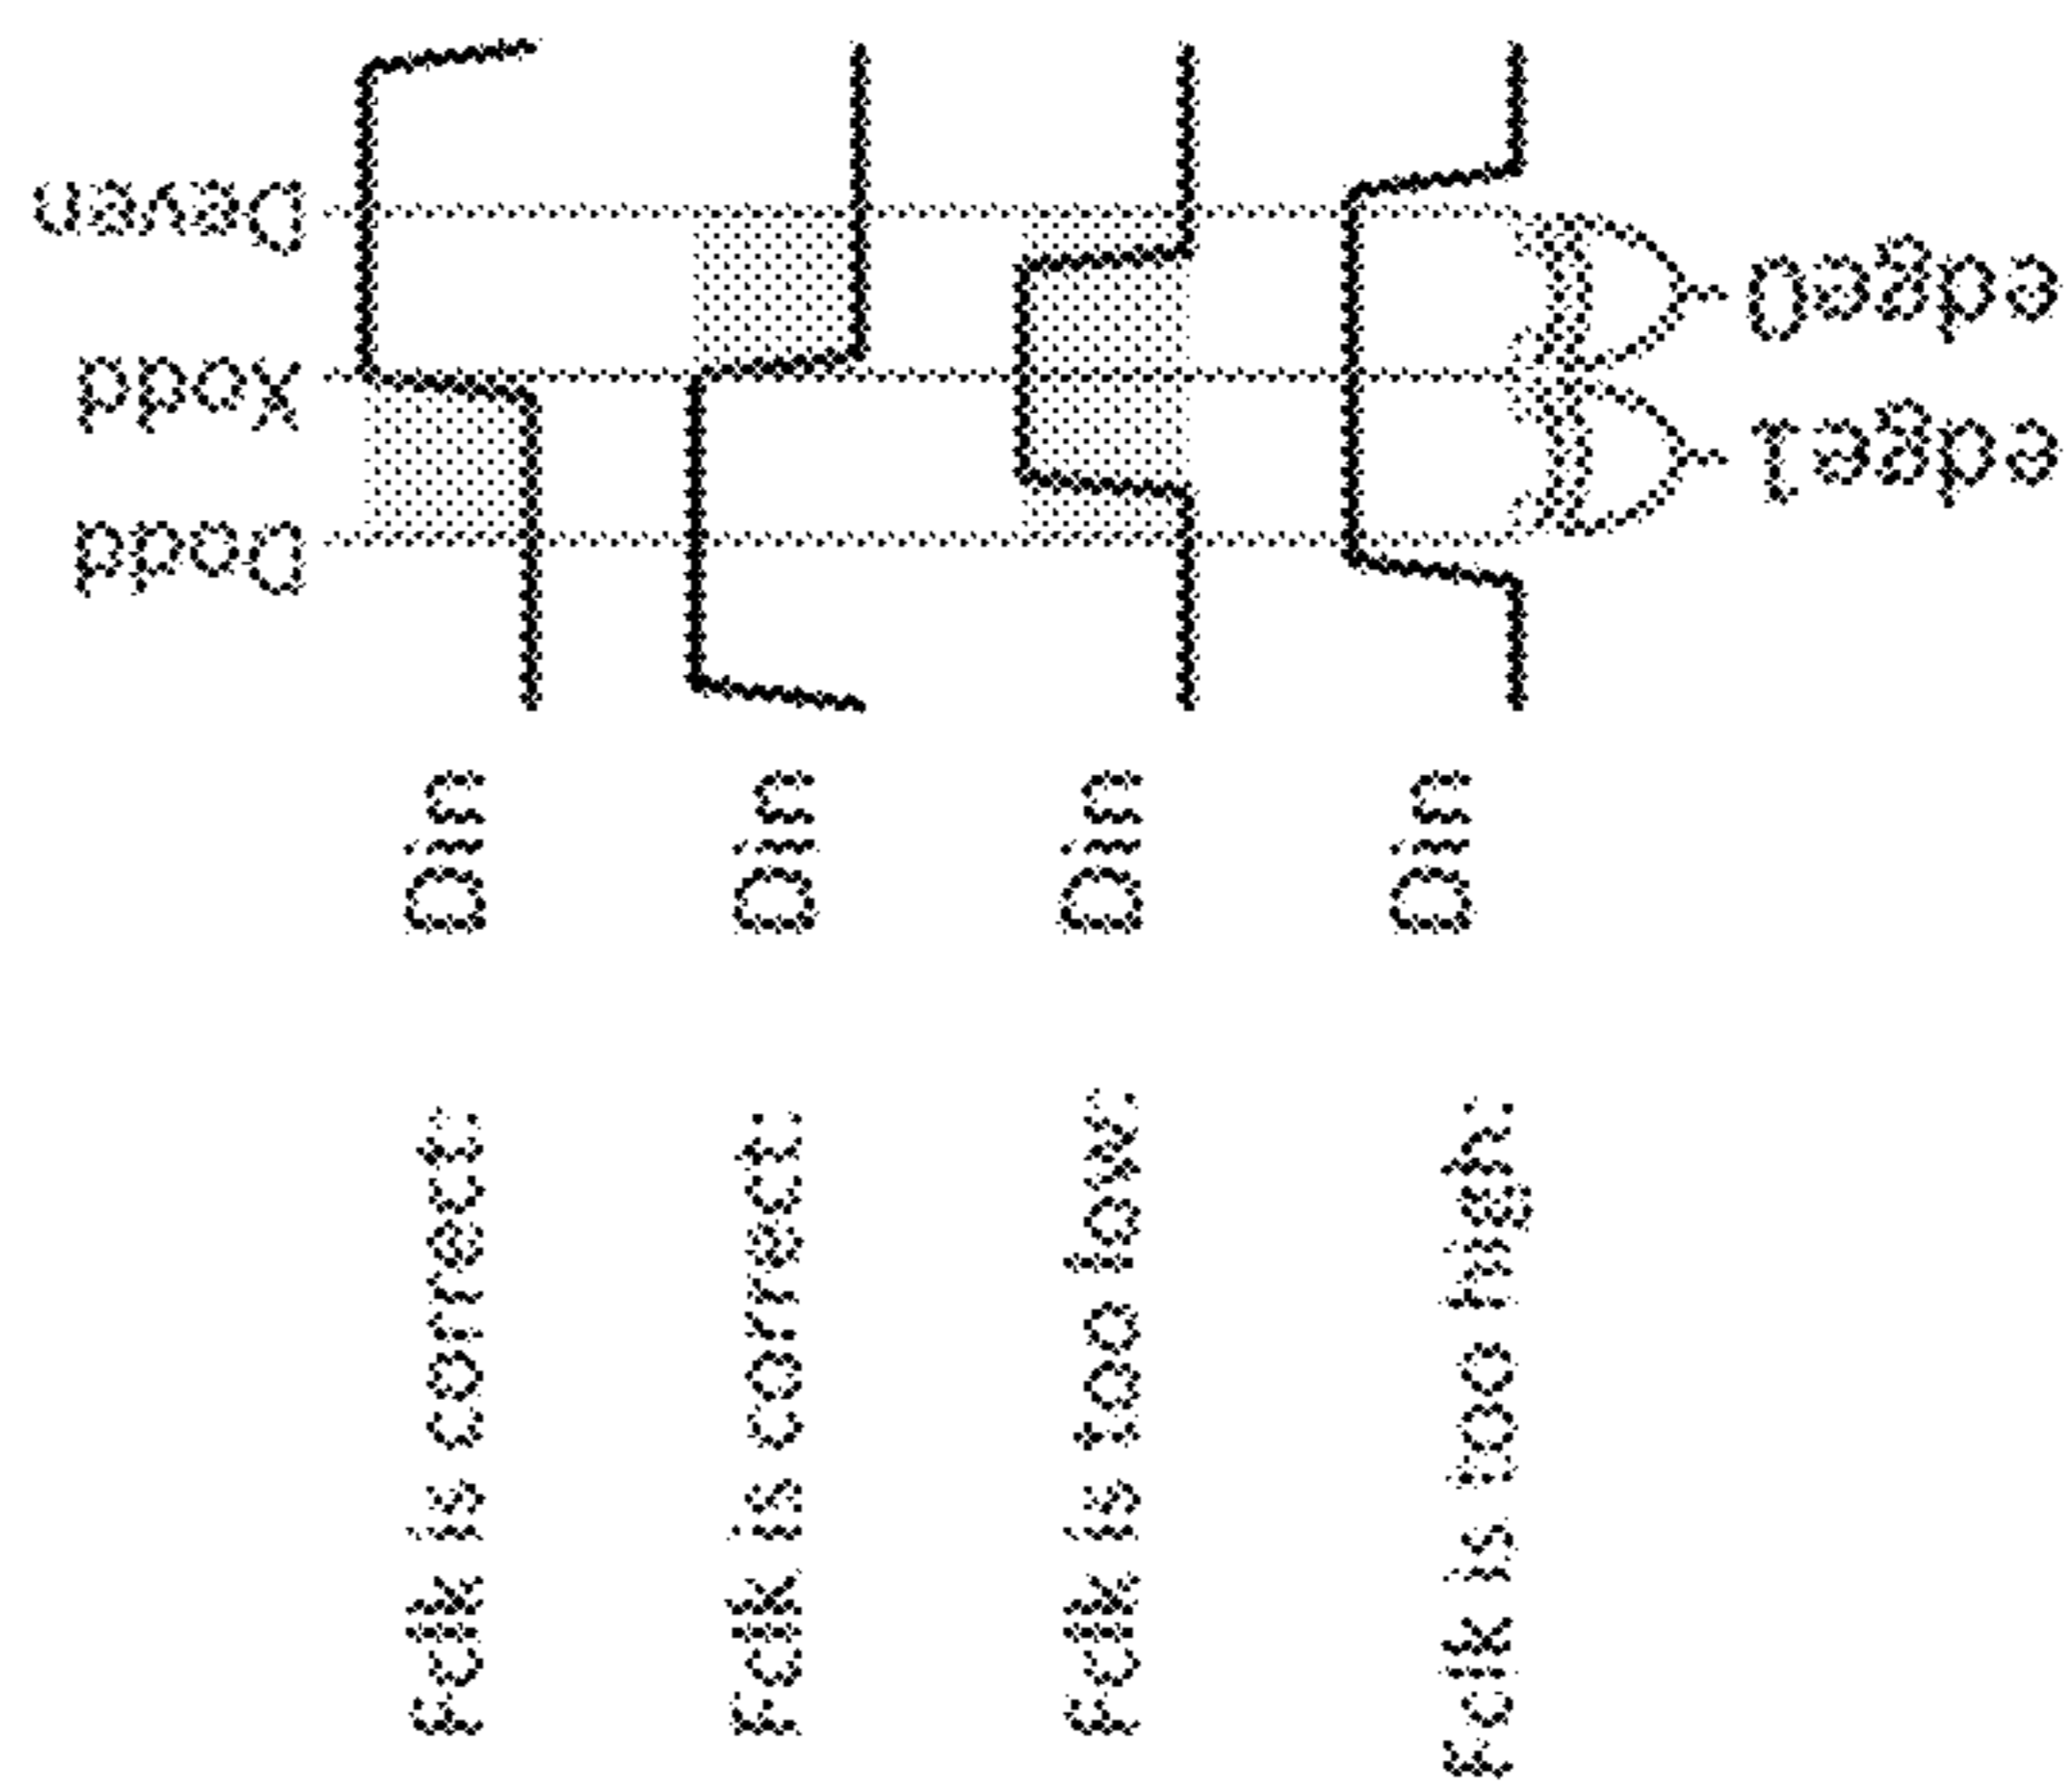 Deven
xodd
Dodd
Fclk is correct: Din
Fclk is correct: Din
Fclk is too low: Din
Fclk is too high: Din
edge0
edge1